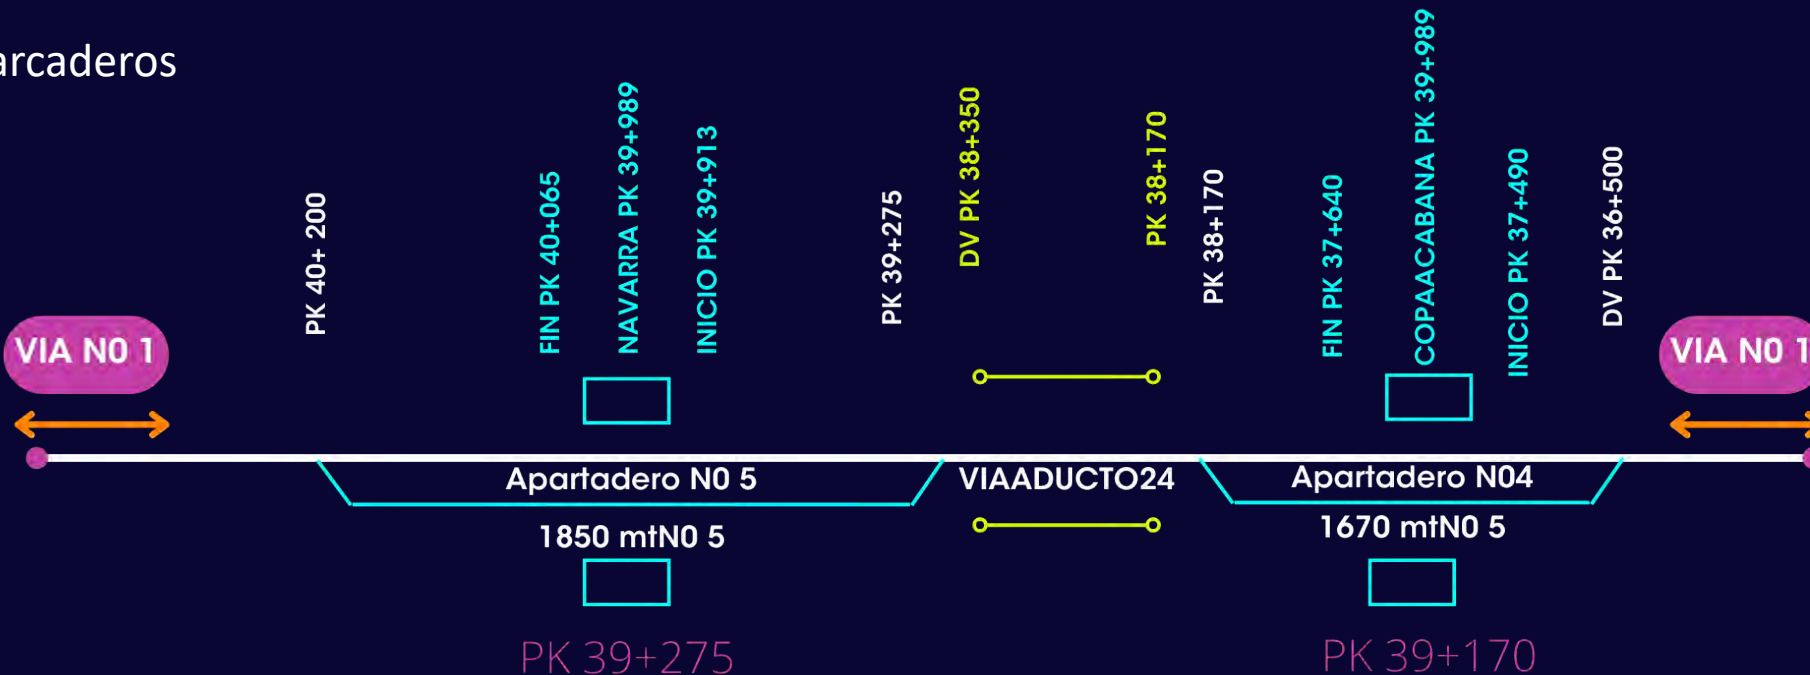 arcaderos
PK 40+ 200
FIN PK 40+065
NAVARRA PK 39+989
INICIO PK 39+913
PK 39+275
DV PK 38+350
PK 38+170
PK 38+170
FIN PK 37+640
COPAACABANA PK 39+989
INICIO PK 37+490
DV PK 36+500
VIA N0 1
VIA N0 1
Apartadero N0 5
VIAADUCTO24
Apartadero N04
1850 mtN0 5
1670 mtN0 5
PK 39+275
PK 39+170